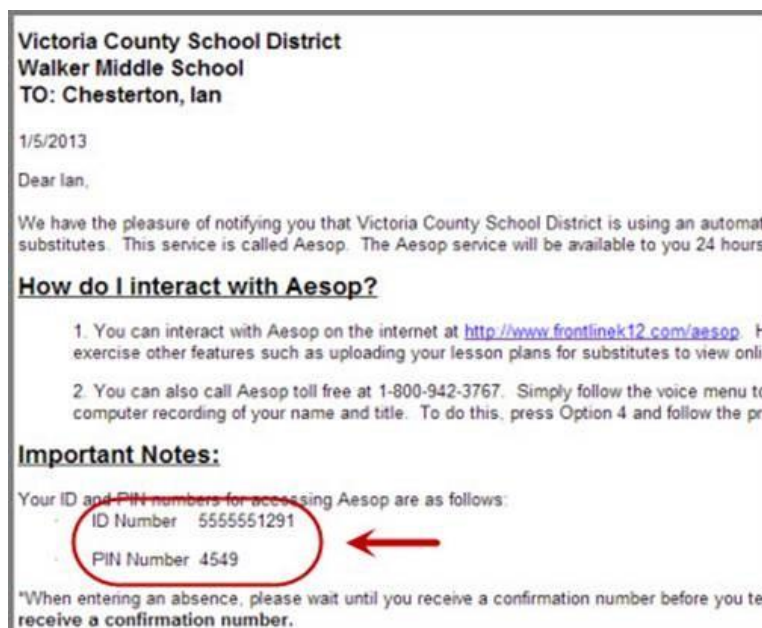 Victoria County School District
Walker Middle School
TO: Chesterton, Ian
1/5/2013
Dear Ian,
We have the pleasure of notifying you that Victoria County School District is using an automat
substitutes. This service is called Aesop. The Aesop service will be available to you 24 hours
How do I interact with Aesop?
1. You can interact with Aesop on the internet at http://www.frontlinek12.com/aesop. H
exercise other features such as uploading your lesson plans for substitutes to view onli
2. You can also call Aesop toll free at 1-800-942-3767. Simply follow the voice menu to
computer recording of your name and title. To do this, press Option 4 and follow the pr
Important Notes:
Your ID and PIN numbers for accessing Aesop are as follows:
· ID Number 5555551291
· PIN Number 4549
*When entering an absence, please wait until you receive a confirmation number before you te
receive a confirmation number.